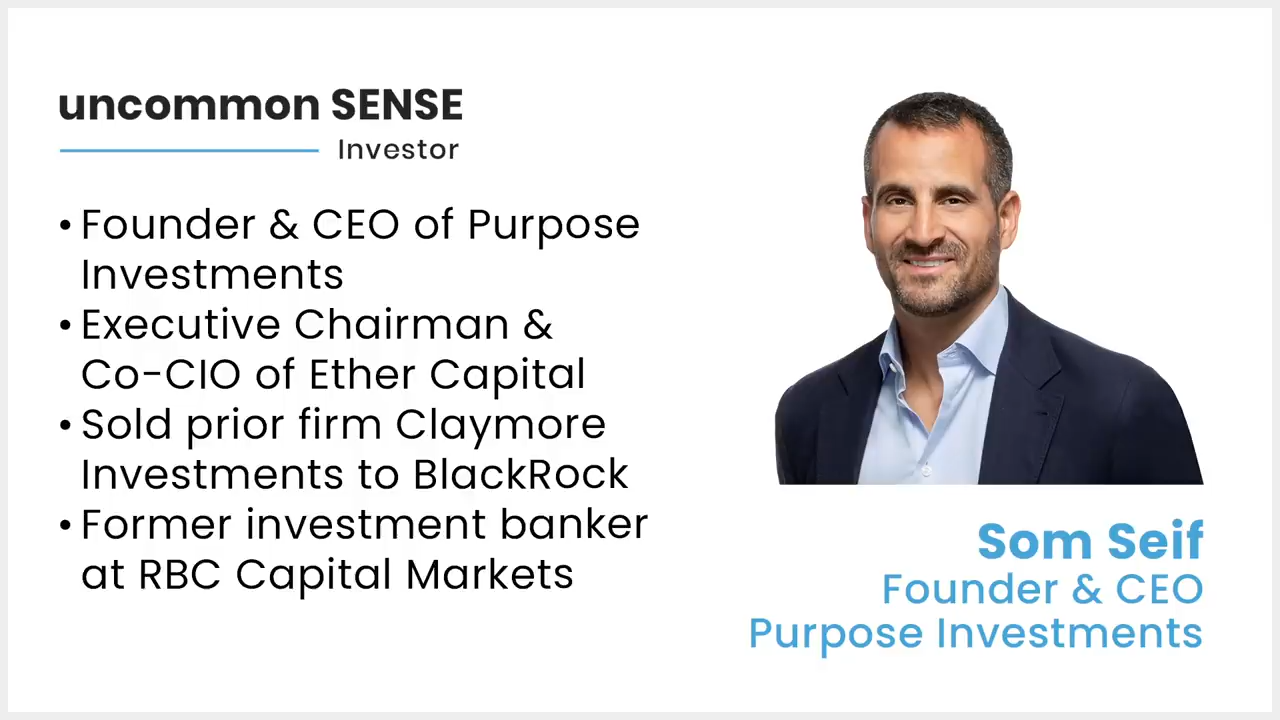 uncommon SENSE
Investor
• Founder & CEO of Purpose
Investments
• Executive Chairman &
Co-CIO of Ether Capital
• Sold prior firm Claymore
Investments to BlackRock
• Former investment banker
at RBC Capital Markets
Som Seif
Founder & CEO
Purpose Investments